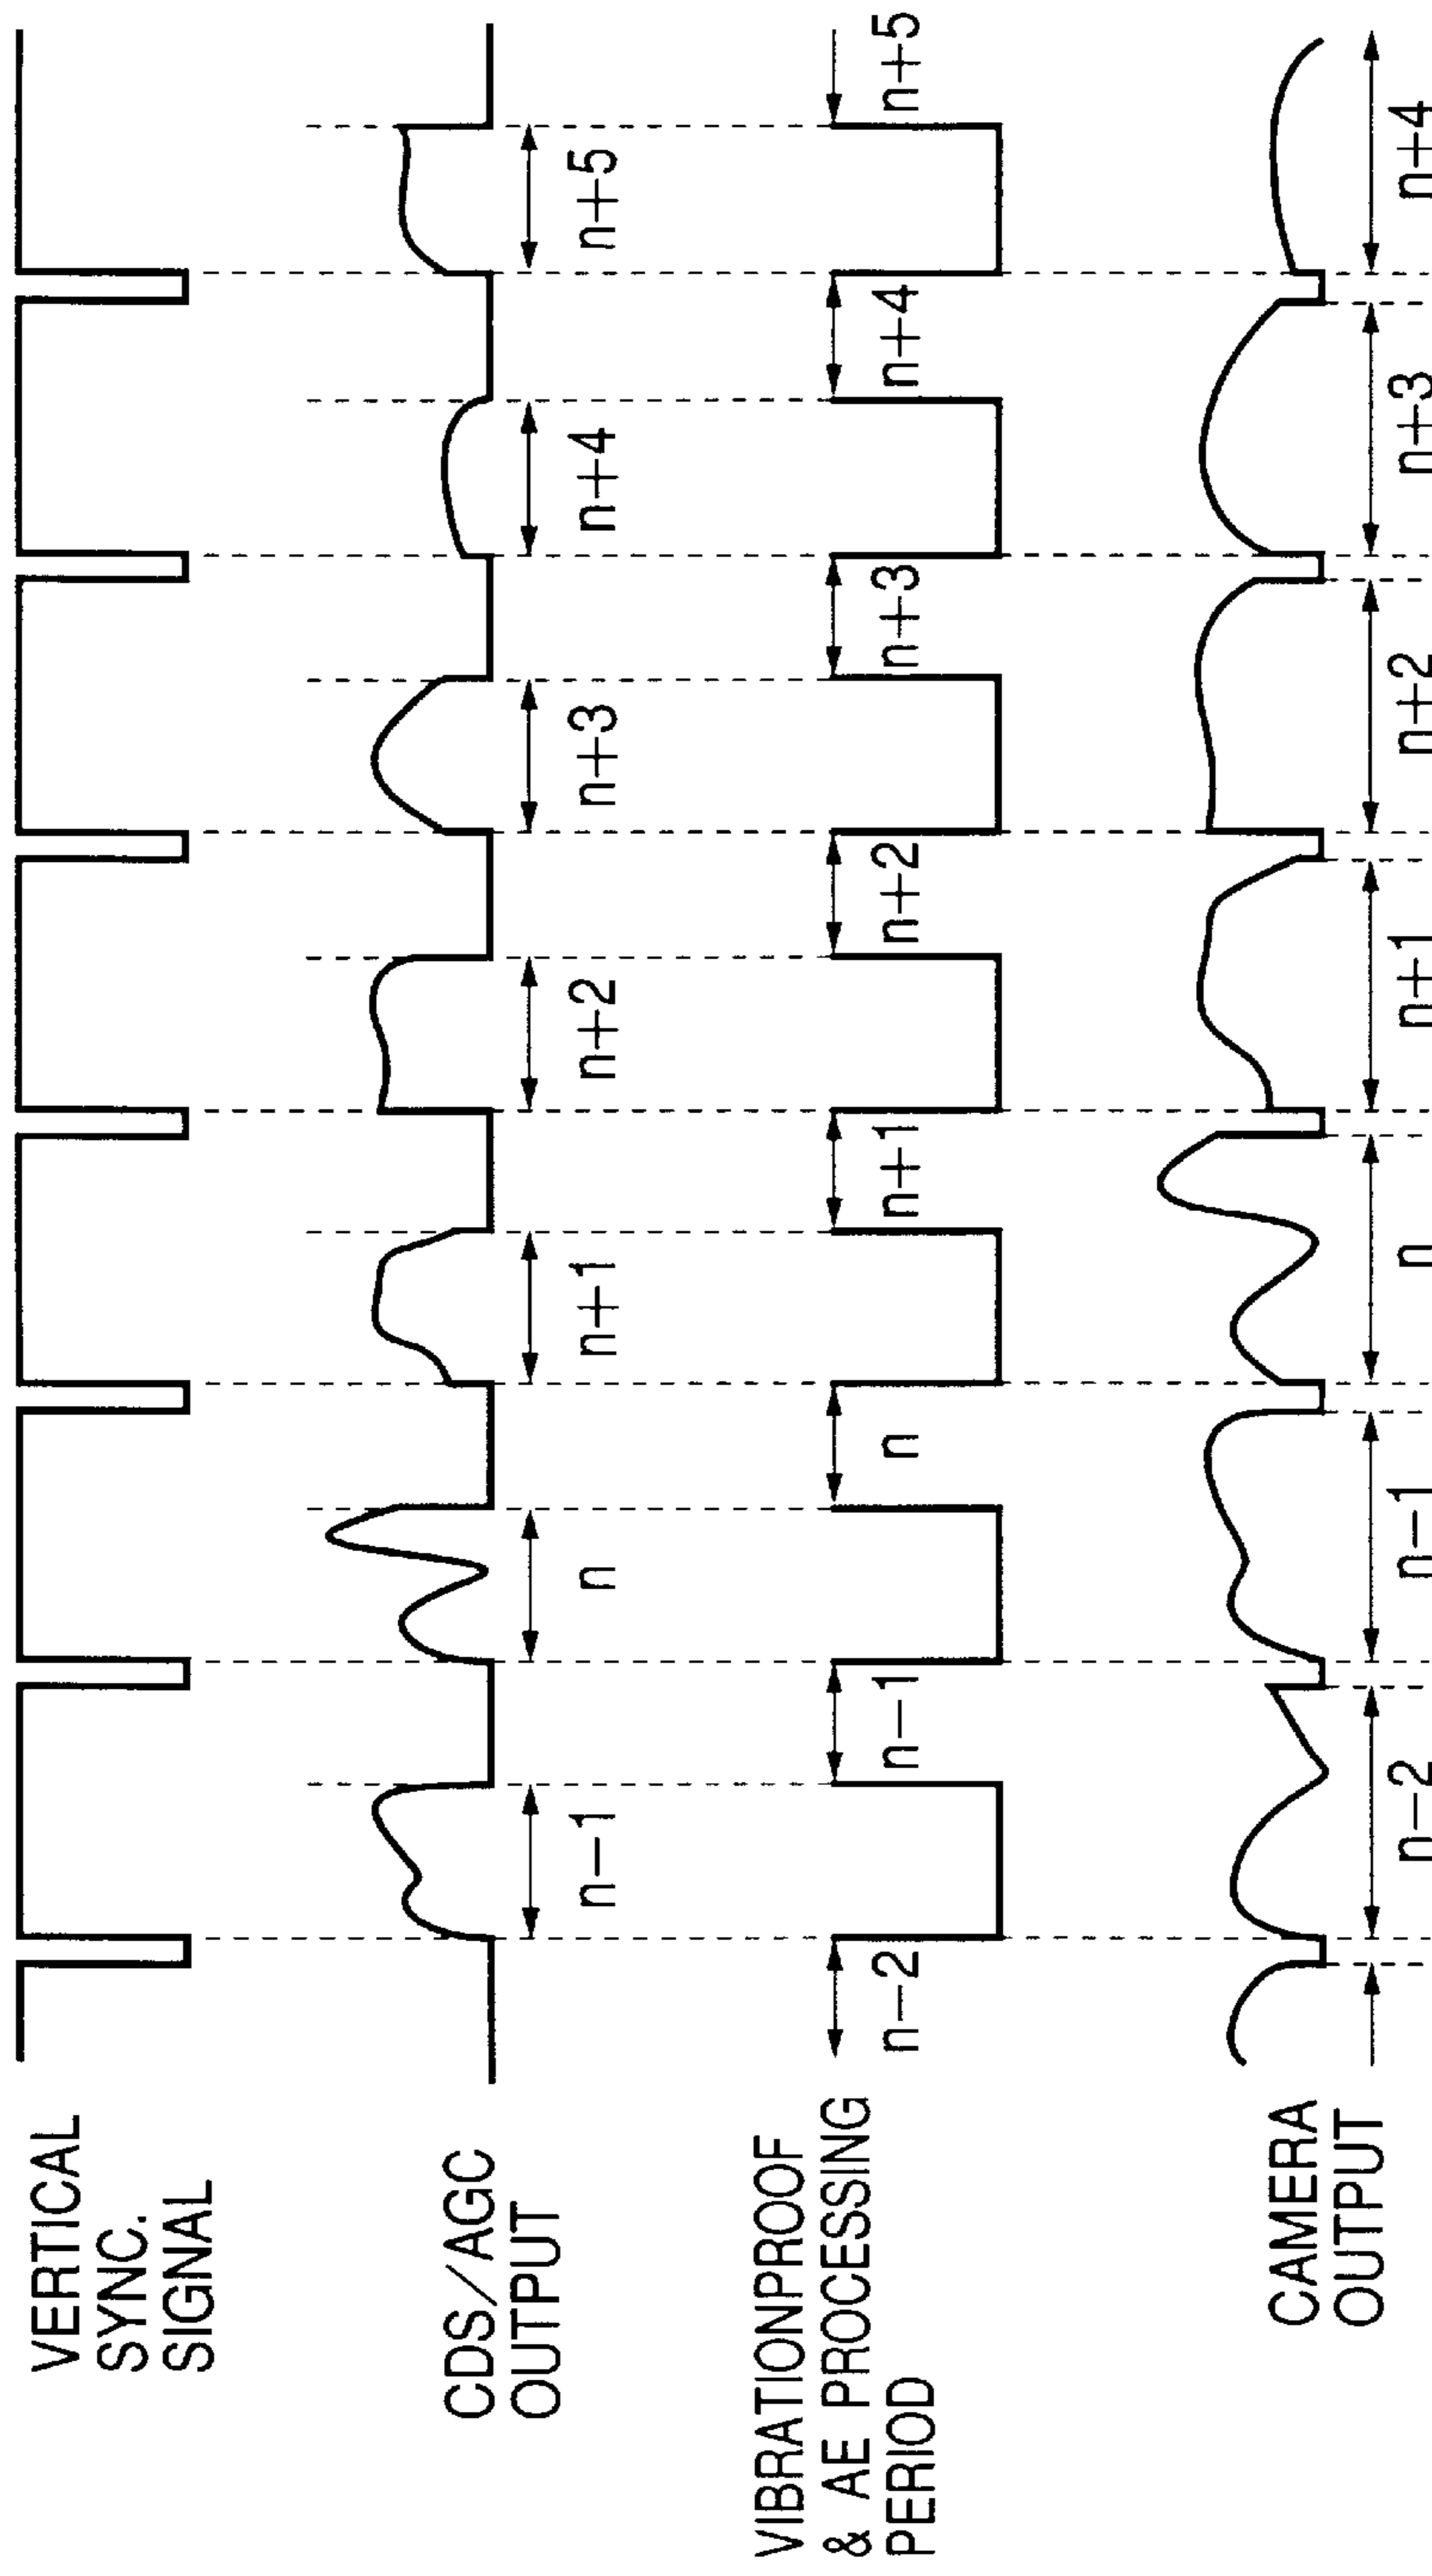 VERTICAL
SYNC.
SIGNAL
CDS/AGC
OUTPUT
n−1
n
n+1
n+2
n+3
n+4
n+5
VIBRATIONPROOF
& AE PROCESSING
PERIOD
n−2
n−1
n
n+1
n+2
n+3
n+4
n+5
CAMERA
OUTPUT
n−2
n−1
n
n+1
n+2
n+3
n+4